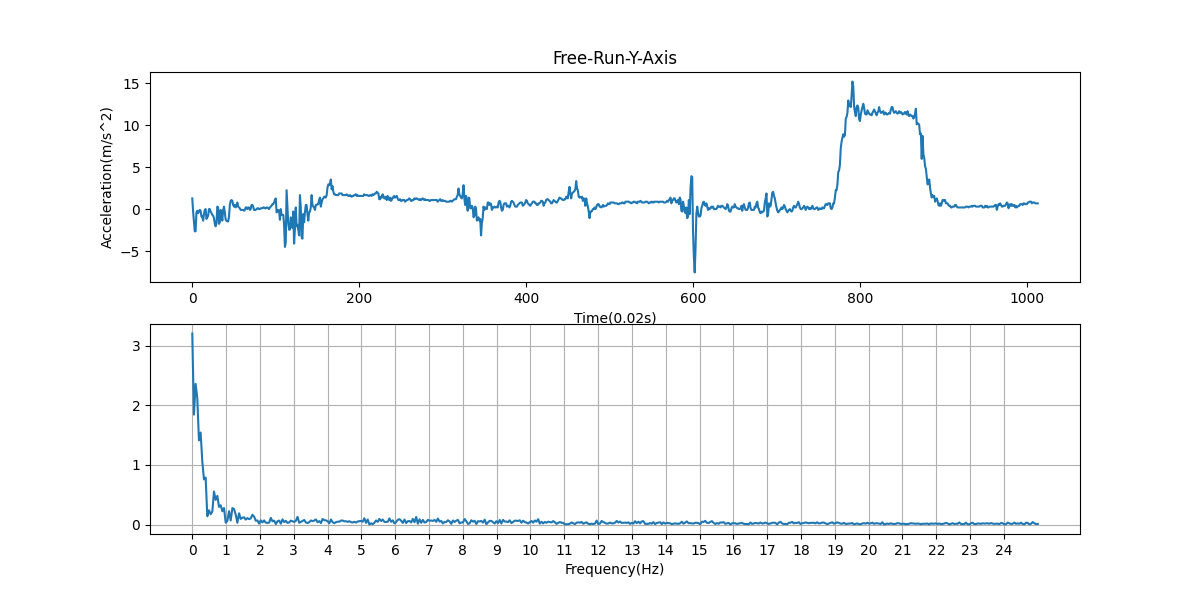 Free-Run-Y-Axis
Acceleration(m/s^2)
15
10
5
0
−5
0 200 400 600 800 1000
Time(0.02s)
3
2
1
0
0 1 2 3 4 5 6 7 8 9 10 11 12 13 14 15 16 17 18 19 20 21 22 23 24
Frequency(Hz)